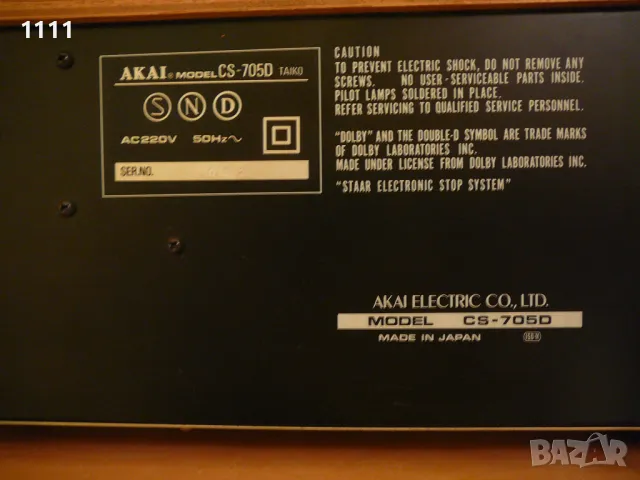 1111
AKAI® MODEL CS-705D TAIKO
S N D
AC220V 50Hz～
SER.NO.
CAUTION
TO PREVENT ELECTRIC SHOCK, DO NOT REMOVE ANY
SCREWS. NO USER-SERVICEABLE PARTS INSIDE.
PILOT LAMPS SOLDERED IN PLACE.
REFER SERVICING TO QUALIFIED SERVICE PERSONNEL.
"DOLBY" AND THE DOUBLE-D SYMBOL ARE TRADE MARKS
OF DOLBY LABORATORIES INC.
MADE UNDER LICENSE FROM DOLBY LABORATORIES INC.
"STAAR ELECTRONIC STOP SYSTEM"
AKAI ELECTRIC CO., LTD.
MODEL CS-705D
MADE IN JAPAN
BAZAR